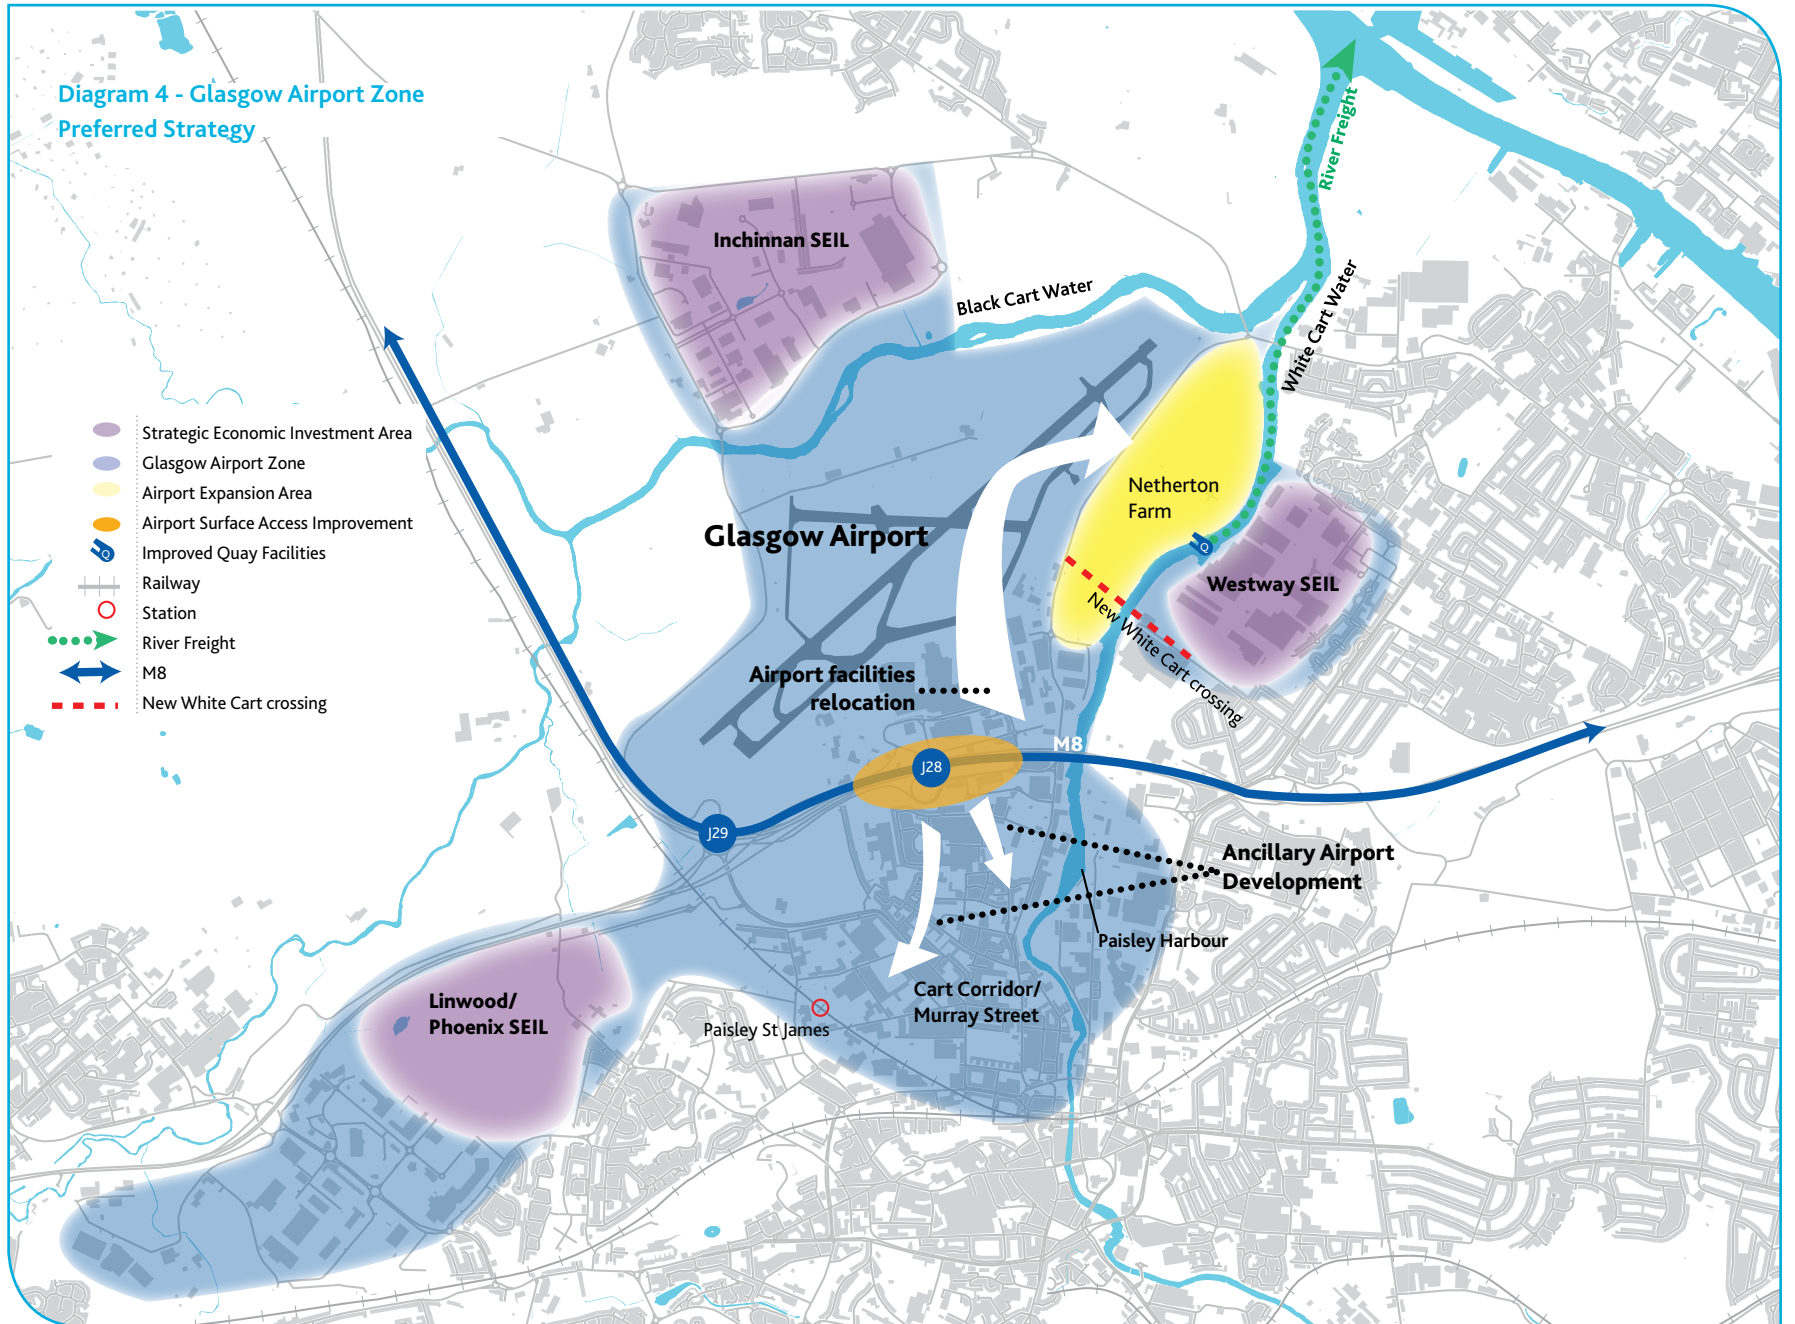 Diagram 4 - Glasgow Airport Zone
Preferred Strategy
River Freight
Inchinnan SEIL
Black Cart Water
White Cart Water
Strategic Economic Investment Area
Glasgow Airport Zone
Airport Expansion Area
Airport Surface Access Improvement
Q
Improved Quay Facilities
Railway
Station
River Freight
M8
New White Cart crossing
Netherton
Farm
Glasgow Airport
Q
Westway SEIL
New White Cart crossing
Airport facilities
relocation
M8
J28
J29
Ancillary Airport
Development
Paisley Harbour
Linwood/
Phoenix SEIL
Cart Corridor/
Murray Street
Paisley St James